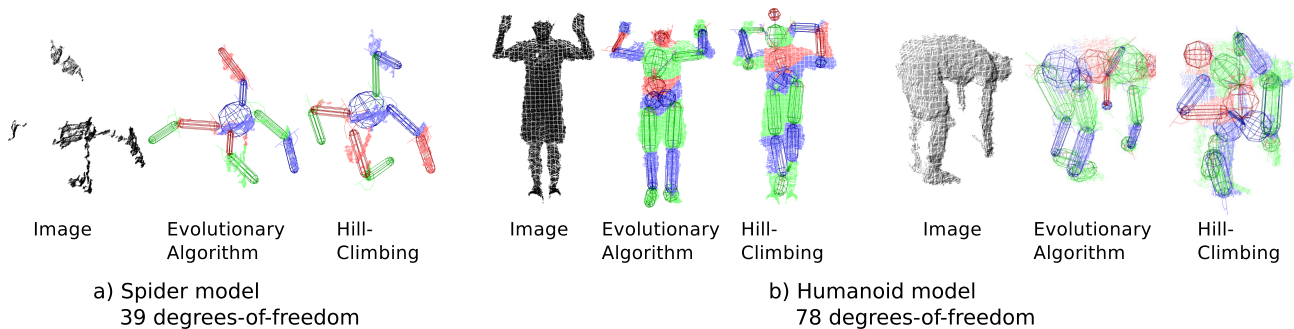 Image
Evolutionary
Algorithm
Hill-
Climbing
Image
Evolutionary
Algorithm
Hill-
Climbing
Image
Evolutionary
Algorithm
Hill-
Climbing
a) Spider model
39 degrees-of-freedom
b) Humanoid model
78 degrees-of-freedom